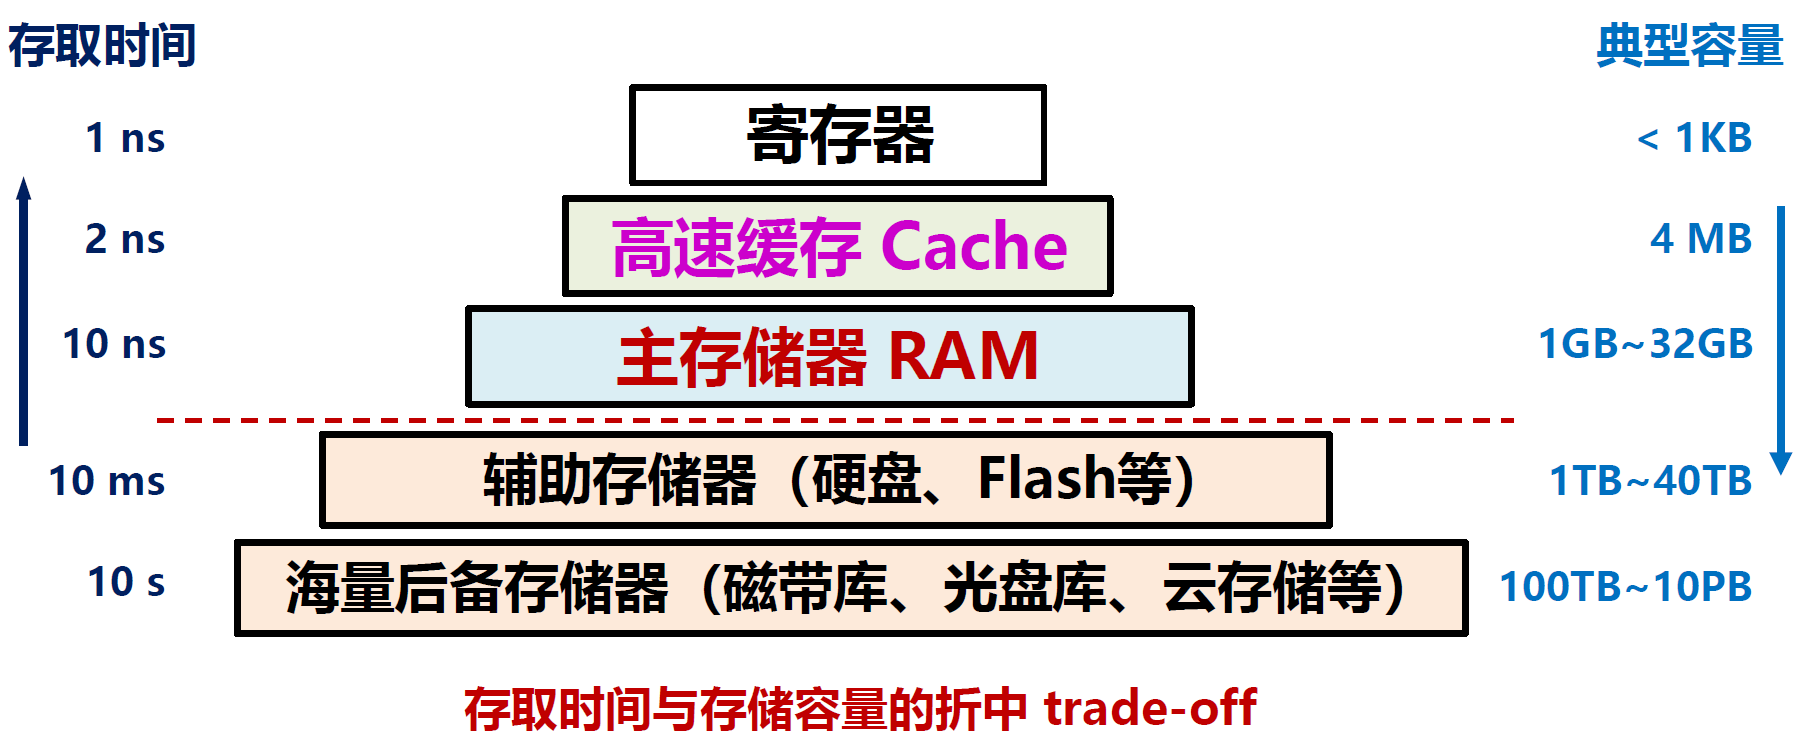 存取时间
典型容量
1 ns
寄存器
< 1KB
2 ns
高速缓存 Cache
4 MB
10 ns
主存储器 RAM
1GB~32GB
10 ms
辅助存储器（硬盘、Flash等）
1TB~40TB
10 s
海量后备存储器（磁带库、光盘库、云存储等）
100TB~10PB
存取时间与存储容量的折中 trade-off